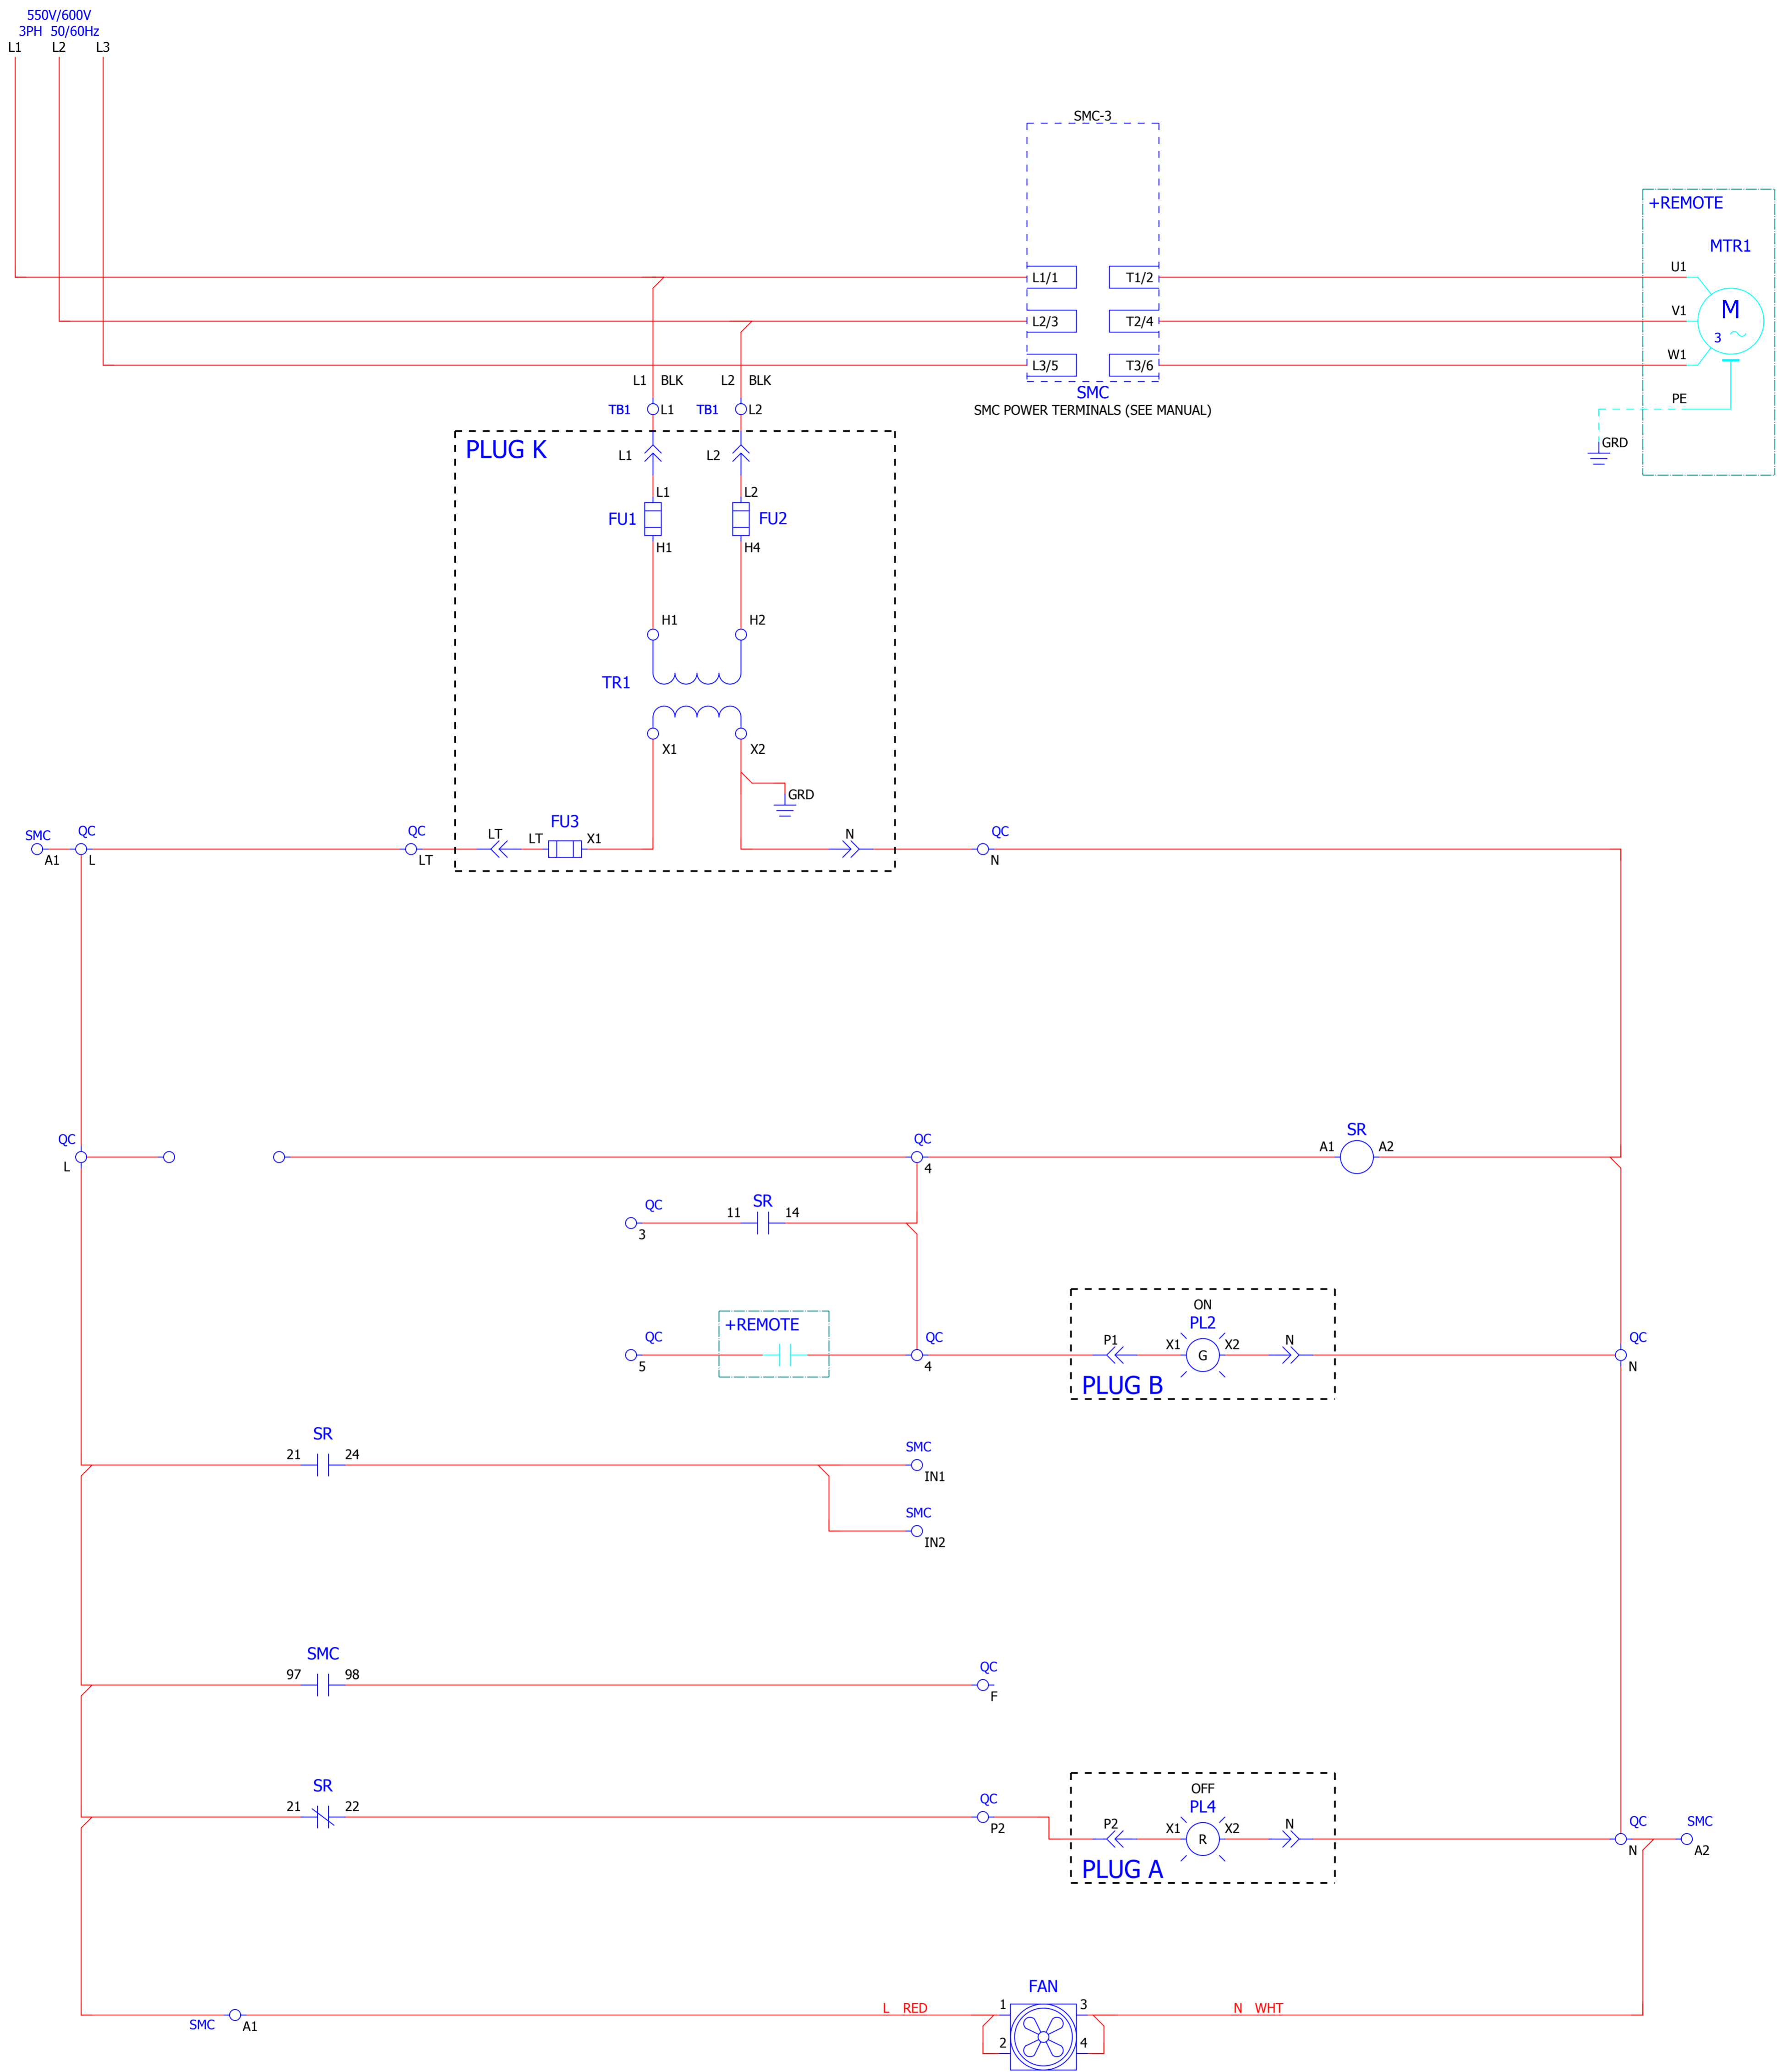 550V/600V
3PH 50/60Hz
L1 L2 L3
SMC-3
+REMOTE
MTR1
L1/1 T1/2 U1
M
3
L2/3 T2/4 V1
L3/5 T3/6 W1
SMC
SMC POWER TERMINALS (SEE MANUAL)
PE
GRD
L1 BLK L2 BLK
TB1 L1 TB1 L2
PLUG K
L1 L2
L1 L2
FU1 FU2
H1 H4
H1 H2
TR1
X1 X2
GRD
FU3
SMC QC QC LT LT X1 N QC
A1 L LT N
QC QC SR
A1 A2
L 4
QC 11 SR 14
3
+REMOTE
QC QC
5 4
ON
PL2
P1 X1 G X2 N
PLUG B
QC
N
SR
21 24
SMC
IN1
SMC
IN2
SMC
97 98
QC
F
SR
21 22
QC
P2
OFF
PL4
P2 X1 R X2 N
PLUG A
QC SMC
N A2
FAN
SMC A1
L RED 1 3 N WHT
2 4